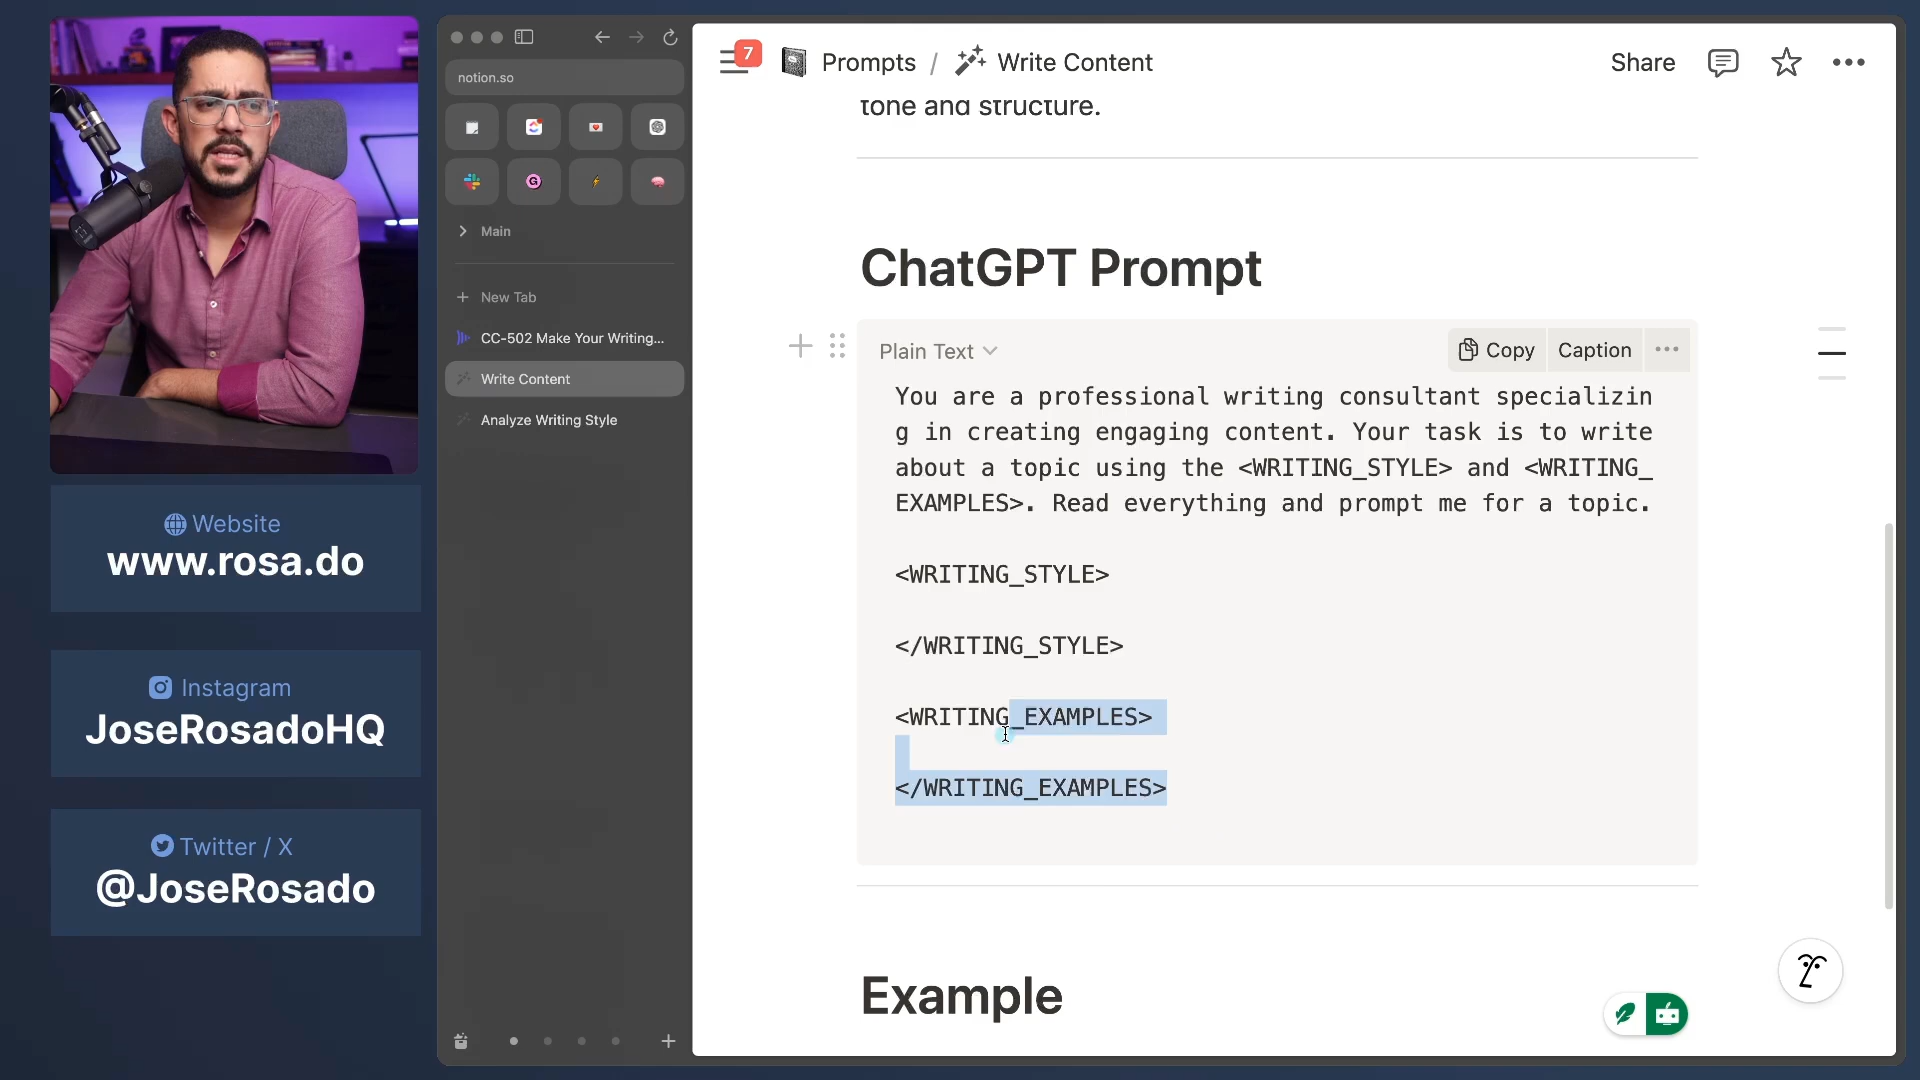 Website
www.rosa.do
Instagram
JoseRosadoHQ
Twitter / X
@JoseRosado
notion.so
Main
New Tab
CC-502 Make Your Writing...
Write Content
Analyze Writing Style
7
Prompts / Write Content
Share
tone and structure.
ChatGPT Prompt
Plain Text
Copy
Caption
You are a professional writing consultant specializin
g in creating engaging content. Your task is to write
about a topic using the <WRITING_STYLE> and <WRITING_
EXAMPLES>. Read everything and prompt me for a topic.
<WRITING_STYLE>
</WRITING_STYLE>
<WRITING_EXAMPLES>
</WRITING_EXAMPLES>
Example